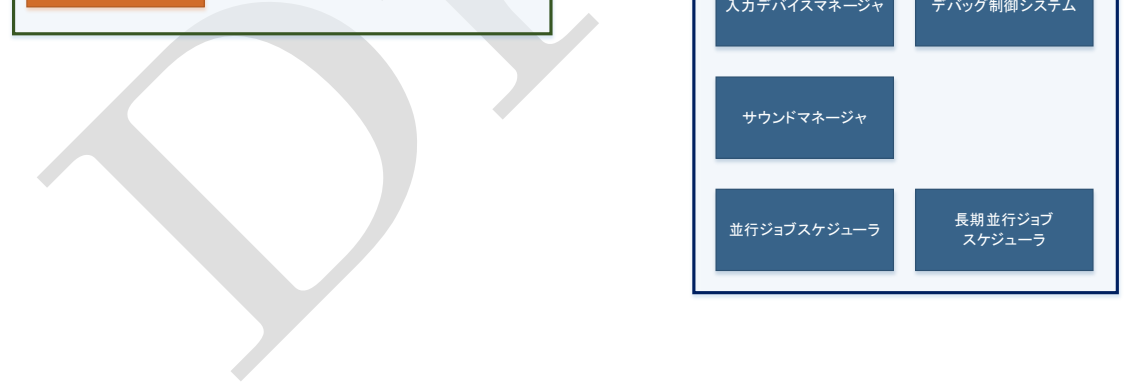 入力デバイスマネージャ
デバッグ制御システム
サウンドマネージャ
並行ジョブスケジューラ
長期並行ジョブ
スケジューラ